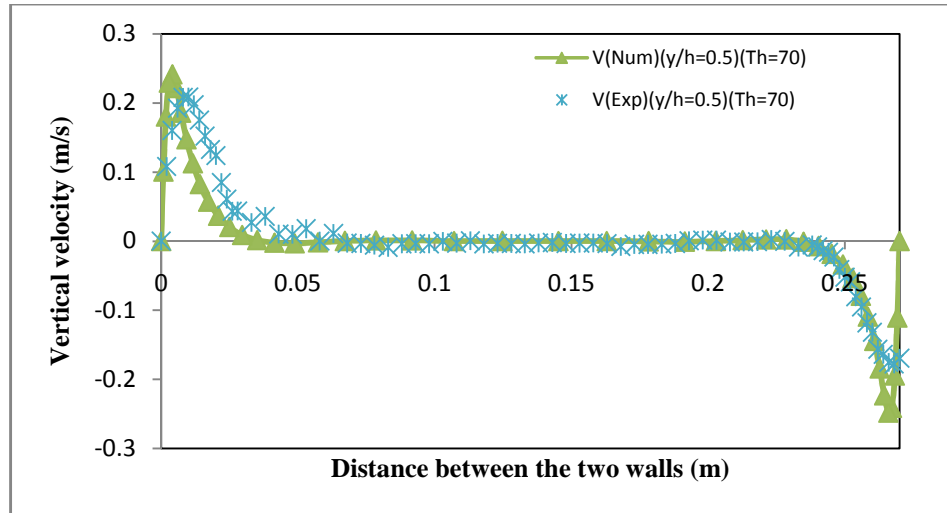 0.3
0.2
0.1
0
-0.1
-0.2
-0.3
Vertical velocity (m/s)
V(Num)(y/h=0.5)(Th=70)
V(Exp)(y/h=0.5)(Th=70)
0 0.05 0.1 0.15 0.2 0.25
Distance between the two walls (m)